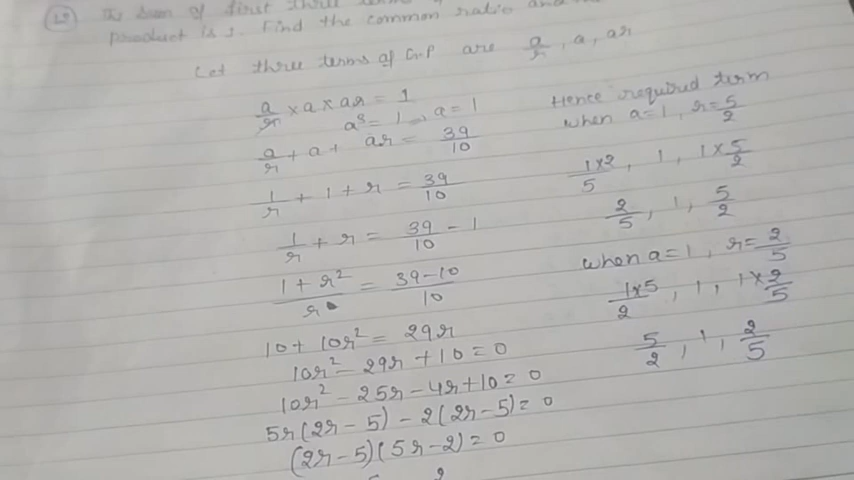 (12) The sum of first three terms
product is 1. Find the common ratio and the
Let three terms of G.P are a/r, a, ar
a/r × a × ar = 1
a³ = 1 ⇒ a = 1
a/r + a + ar = 39/10
1/r + 1 + r = 39/10
1/r + r = 39/10 - 1
(1 + r²)/r = (39-10)/10
10 + 10r² = 29r
10r² - 29r + 10 = 0
10r² - 25r - 4r + 10 = 0
5r(2r - 5) - 2(2r - 5) = 0
(2r - 5)(5r - 2) = 0
Hence required term
when a=1, r=5/2
(1×2)/5, 1, 1×5/2
2/5, 1, 5/2
when a=1, r=2/5
(1×5)/2, 1, 1×2/5
5/2, 1, 2/5